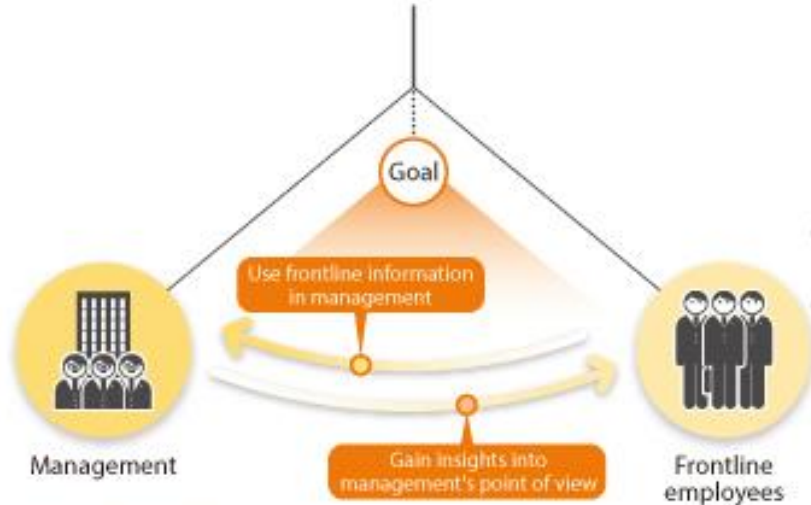 Goal
Use frontline information
in management
Gain insights into
management's point of view
Management
Frontline
employees